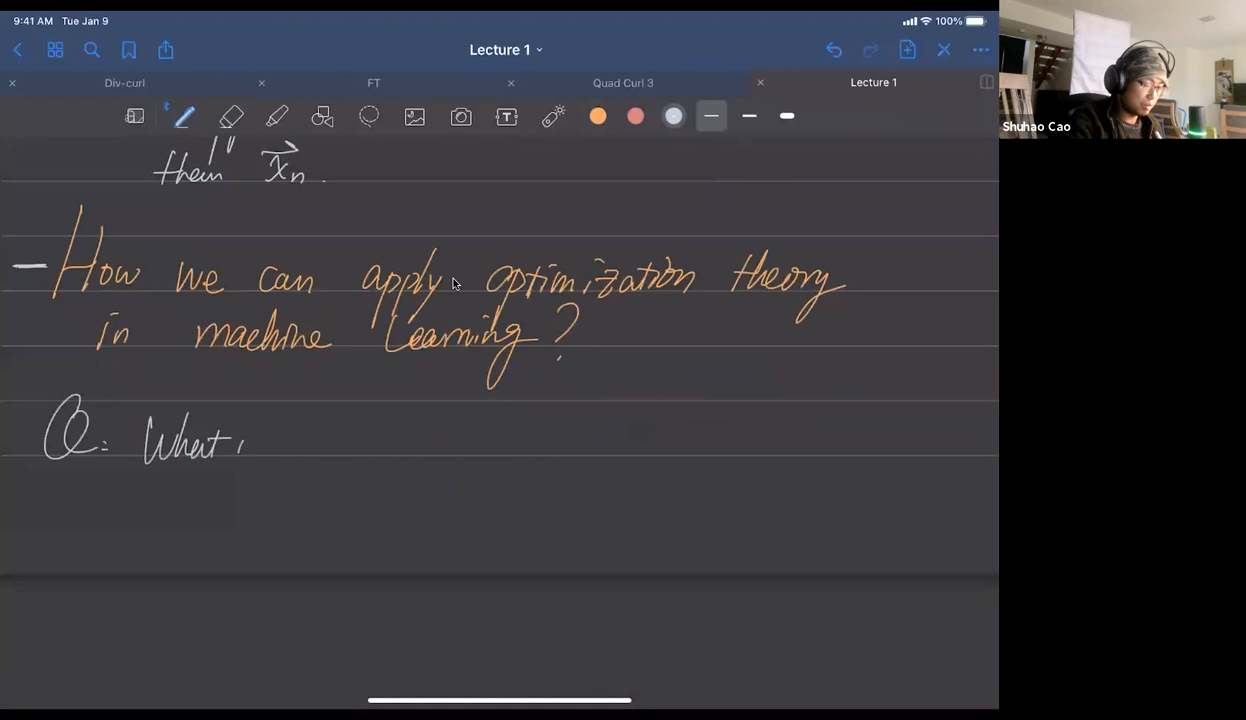 9:41 AM Tue Jan 9
100%
Lecture 1
Div-curl
FT
Quad Curl 3
Lecture 1
Shuhao Cao
them x⃗n.
- How we can apply optimization theory
in machine learning?
Q: What